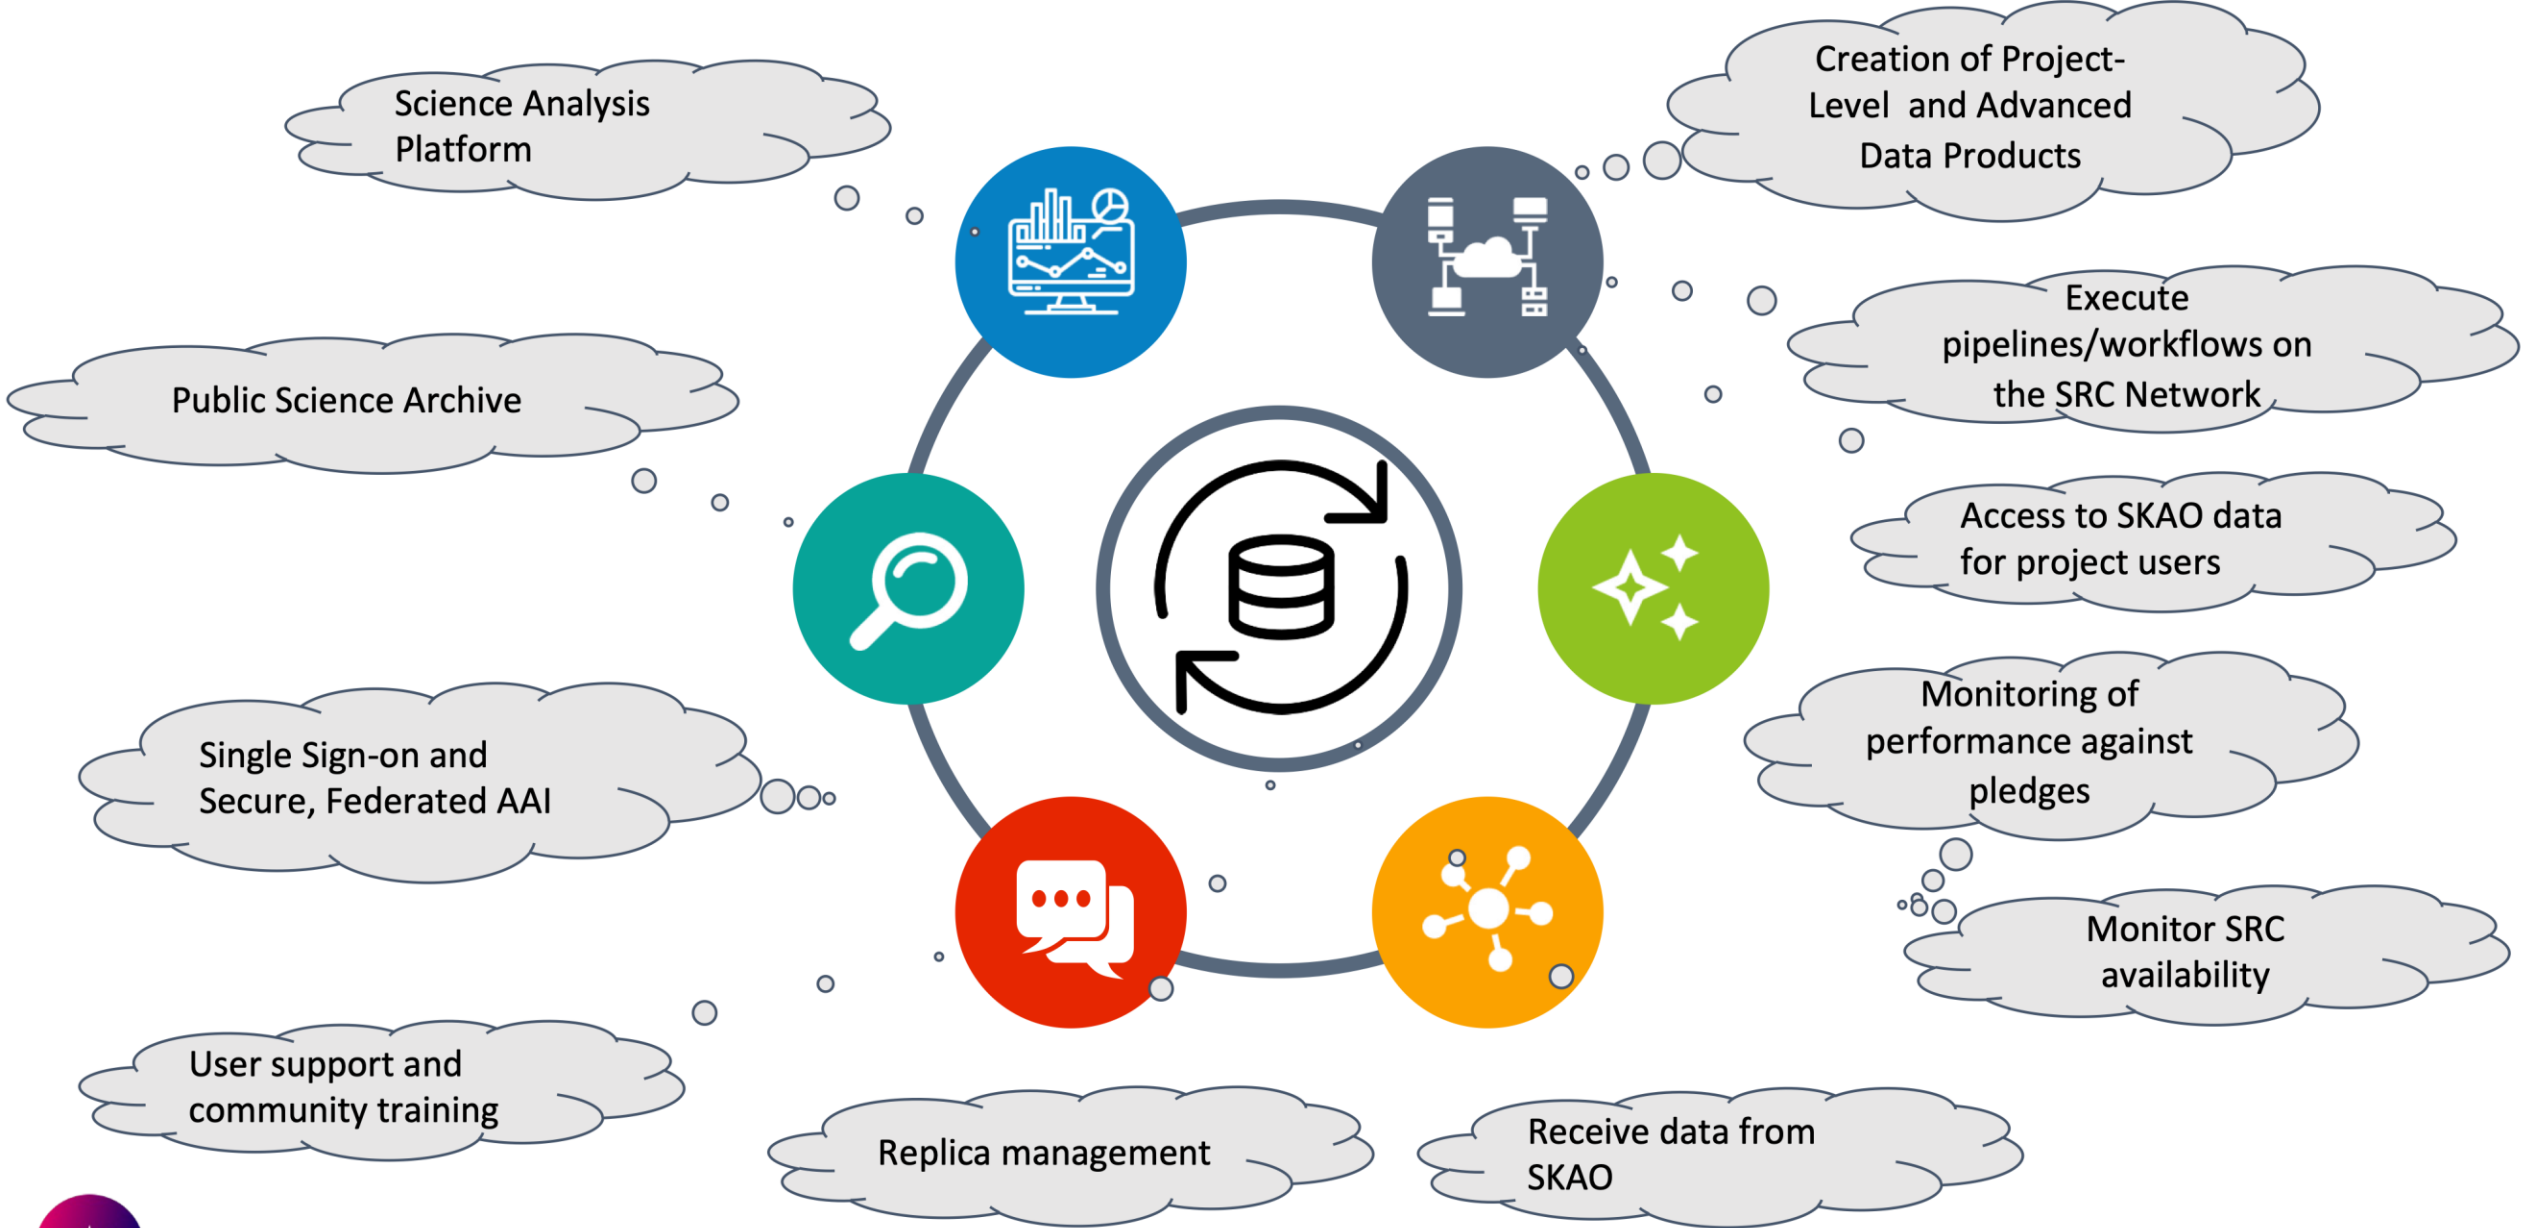 Science Analysis
Platform
Creation of Project-
Level and Advanced
Data Products
Public Science Archive
Execute
pipelines/workflows on
the SRC Network
Access to SKAO data
for project users
Single Sign-on and
Secure, Federated AAI
Monitoring of
performance against
pledges
Monitor SRC
availability
User support and
community training
Replica management
Receive data from
SKAO